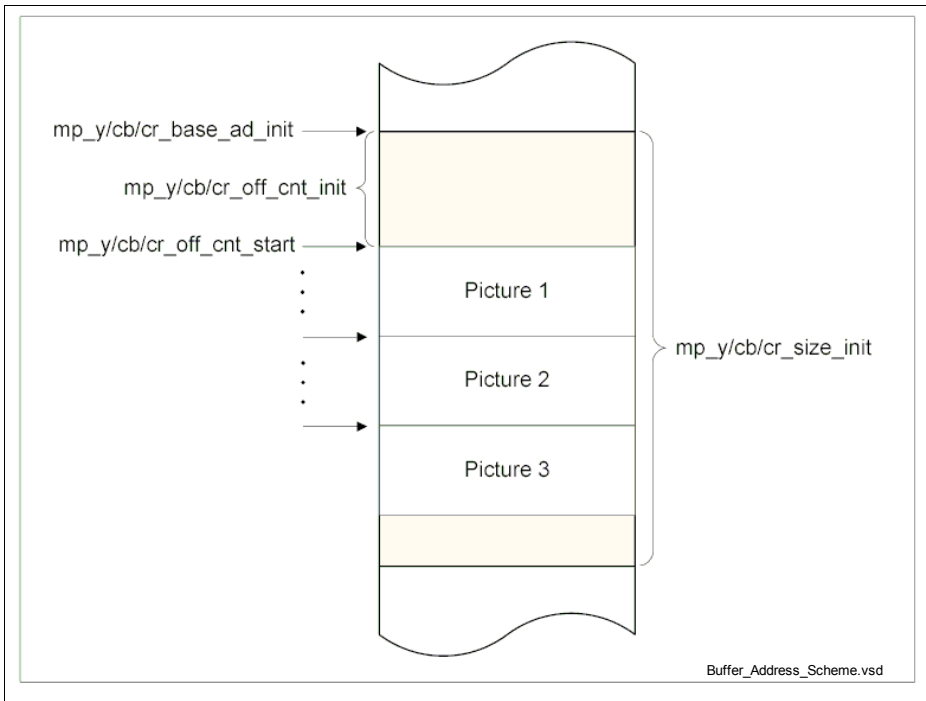 mp_y/cb/cr_base_ad_init
mp_y/cb/cr_off_cnt_init
mp_y/cb/cr_off_cnt_start
Picture 1
mp_y/cb/cr_size_init
Picture 2
Picture 3
Buffer_Address_Scheme.vsd